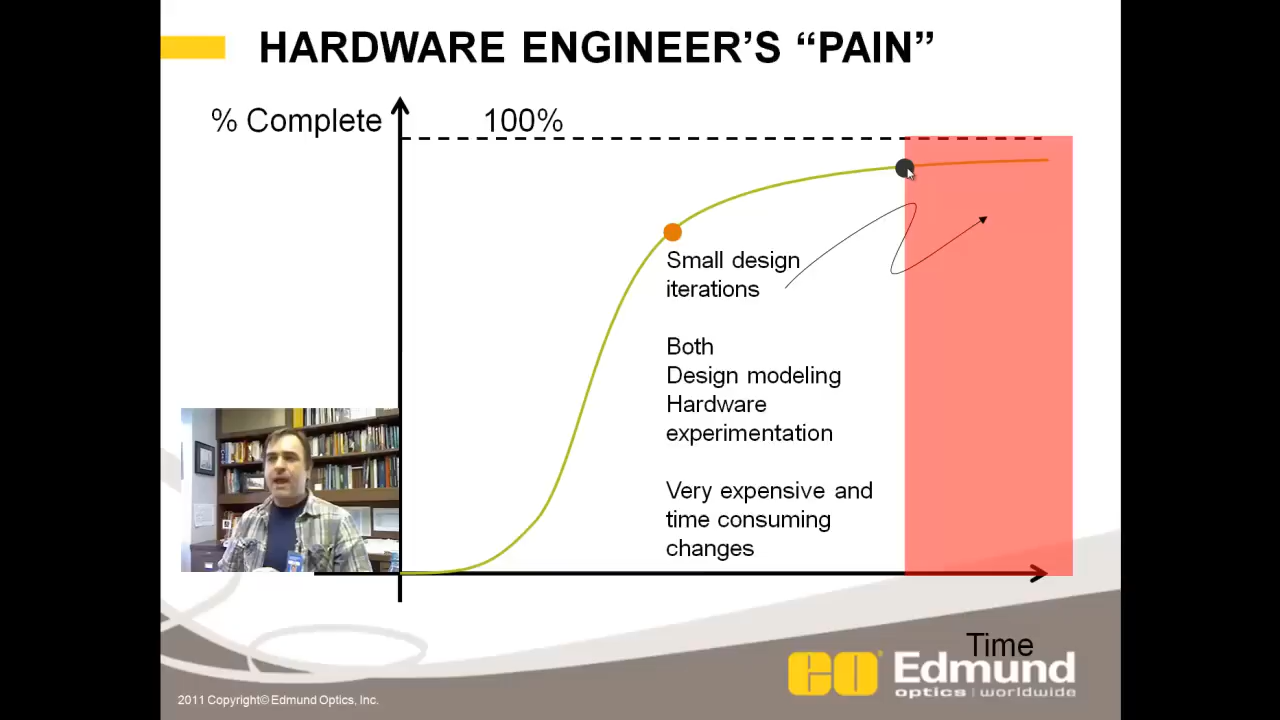 HARDWARE ENGINEER’S “PAIN”
% Complete
100%
Small design
iterations
Both
Design modeling
Hardware
experimentation
Very expensive and
time consuming
changes
Time
EO Edmund
optics | worldwide
2011 Copyright© Edmund Optics, Inc.